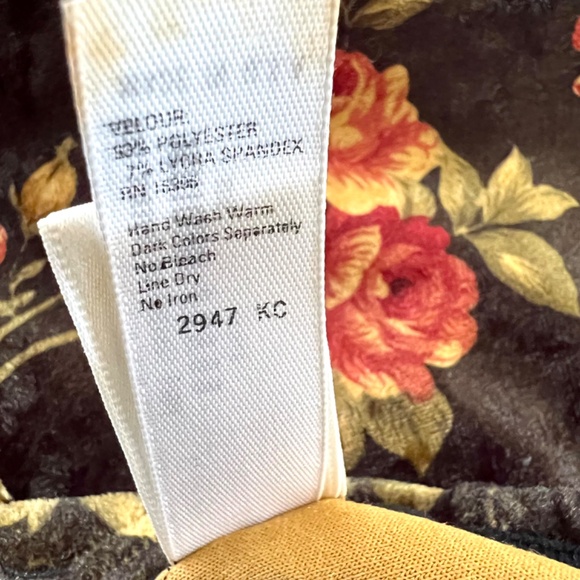 VELOUR:
93% POLYESTER
7% LYCRA SPANDEX
RN
Hand Wash Warm
Dark Colors Separately
No Bleach
Line Dry
No Iron
2947 KC